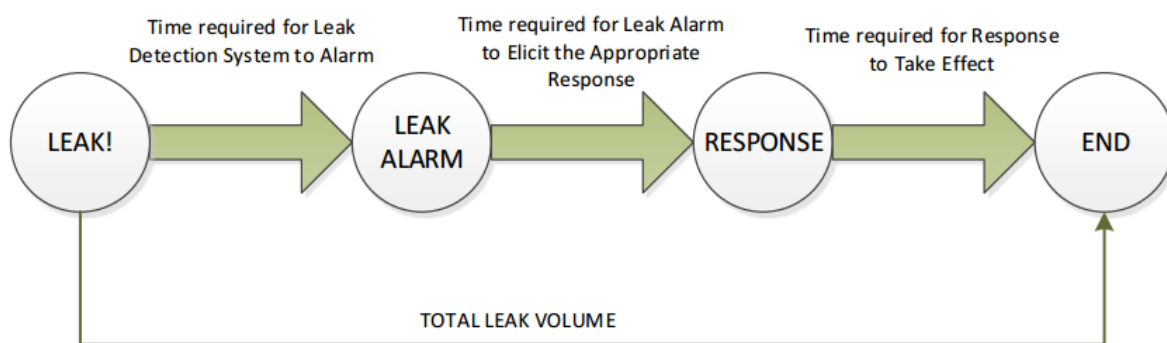 Time required for Leak
Detection System to Alarm
Time required for Leak Alarm
to Elicit the Appropriate
Response
Time required for Response
to Take Effect
LEAK!
LEAK
ALARM
RESPONSE
END
TOTAL LEAK VOLUME